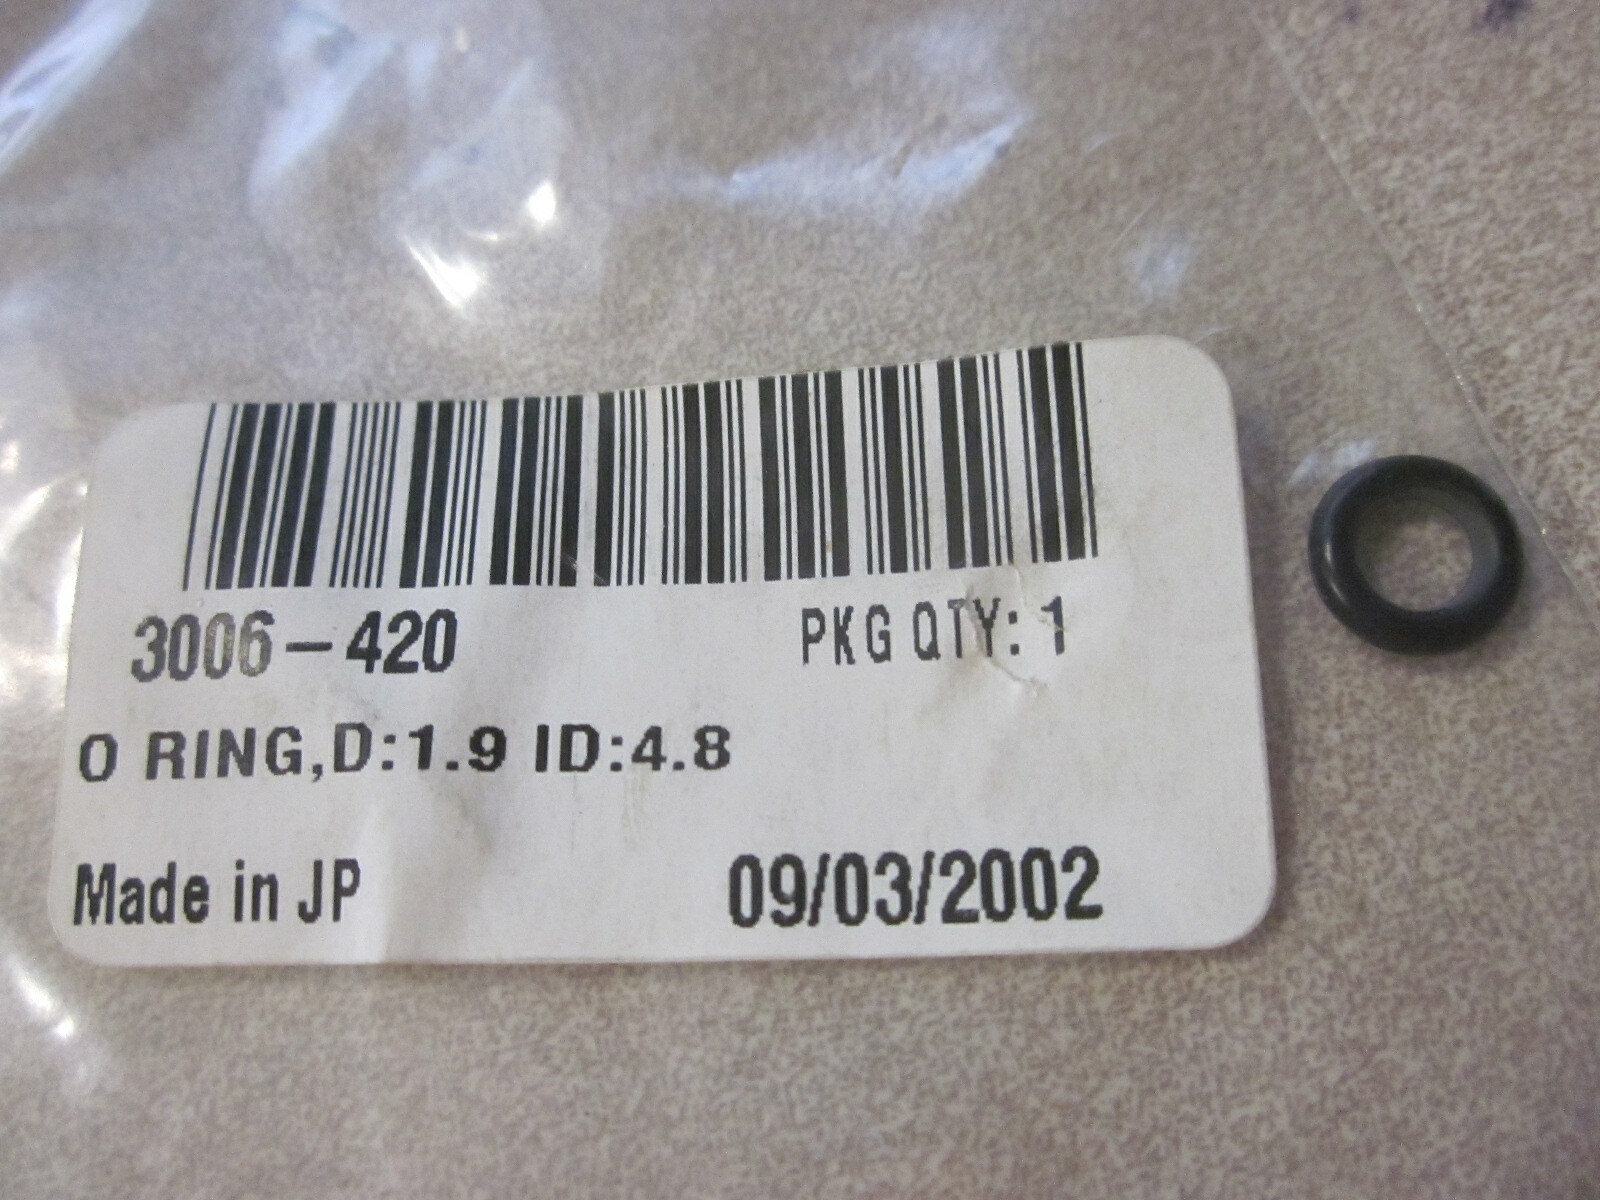 3006-420 PKG QTY: 1
O RING,D:1.9 ID:4.8
Made in JP 09/03/2002